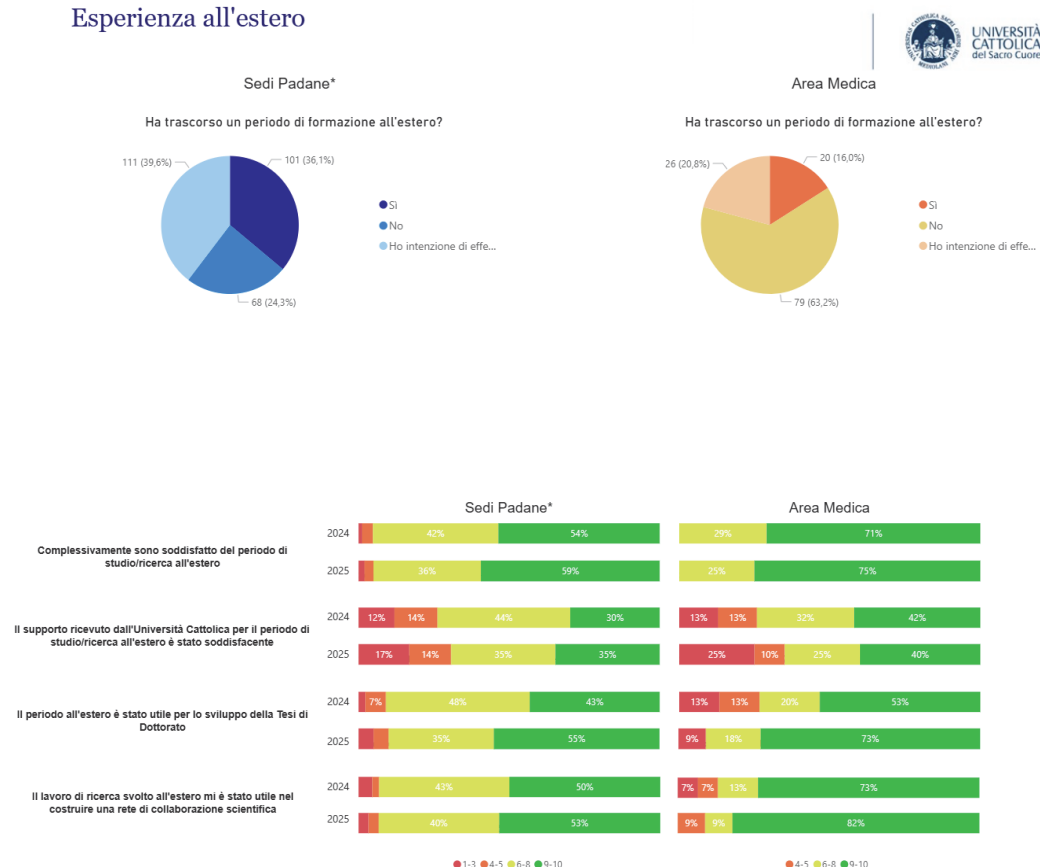 Esperienza all'estero
UNIVERSITÀ
CATTOLICA
del Sacro Cuore
Sedi Padane*
Ha trascorso un periodo di formazione all'estero?
111 (39,6%)
101 (36,1%)
68 (24,3%)
Sì
No
Ho intenzione di effe...
Area Medica
Ha trascorso un periodo di formazione all'estero?
26 (20,8%)
20 (16,0%)
79 (63,2%)
Sì
No
Ho intenzione di effe...
Sedi Padane*
Area Medica
Complessivamente sono soddisfatto del periodo di
studio/ricerca all'estero
2024 42% 54% 29% 71%
2025 36% 59% 25% 75%
Il supporto ricevuto dall'Università Cattolica per il periodo di
studio/ricerca all'estero è stato soddisfacente
2024 12% 14% 44% 30% 13% 13% 32% 42%
2025 17% 14% 35% 35% 25% 10% 25% 40%
Il periodo all'estero è stato utile per lo sviluppo della Tesi di
Dottorato
2024 7% 48% 43% 13% 13% 20% 53%
2025 35% 55% 9% 18% 73%
Il lavoro di ricerca svolto all'estero mi è stato utile nel
costruire una rete di collaborazione scientifica
2024 43% 50% 7% 7% 13% 73%
2025 40% 53% 9% 9% 82%
1-3 4-5 6-8 9-10
4-5 6-8 9-10